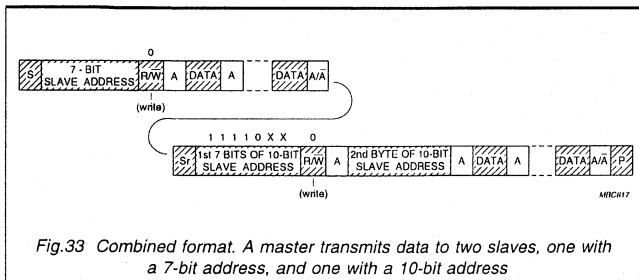 0
S 7 - BIT SLAVE ADDRESS R/W̅ A DATA A DATA A/A̅
(write)
1 1 1 1 0 X X 0
Sr 1st 7 BITS OF 10-BIT SLAVE ADDRESS R/W̅ A 2nd BYTE OF 10-BIT SLAVE ADDRESS A DATA A DATA A/A̅ P
(write)
MBC617
Fig.33 Combined format. A master transmits data to two slaves, one with
a 7-bit address, and one with a 10-bit address